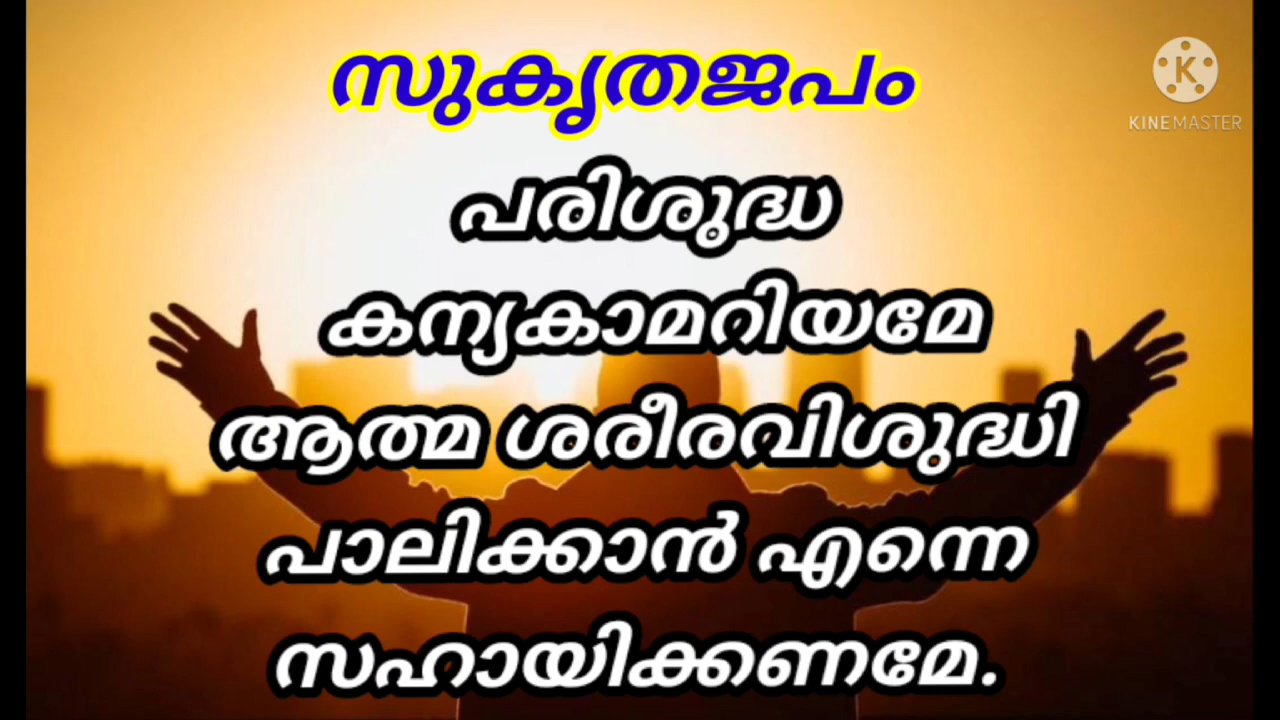 സുകൃതജപം
KINEMASTER
പരിശുദ്ധ
കന്യകാമറിയമേ
ആത്മ ശരീരവിശുദ്ധി
പാലിക്കാൻ എന്നെ
സഹായിക്കണമേ.